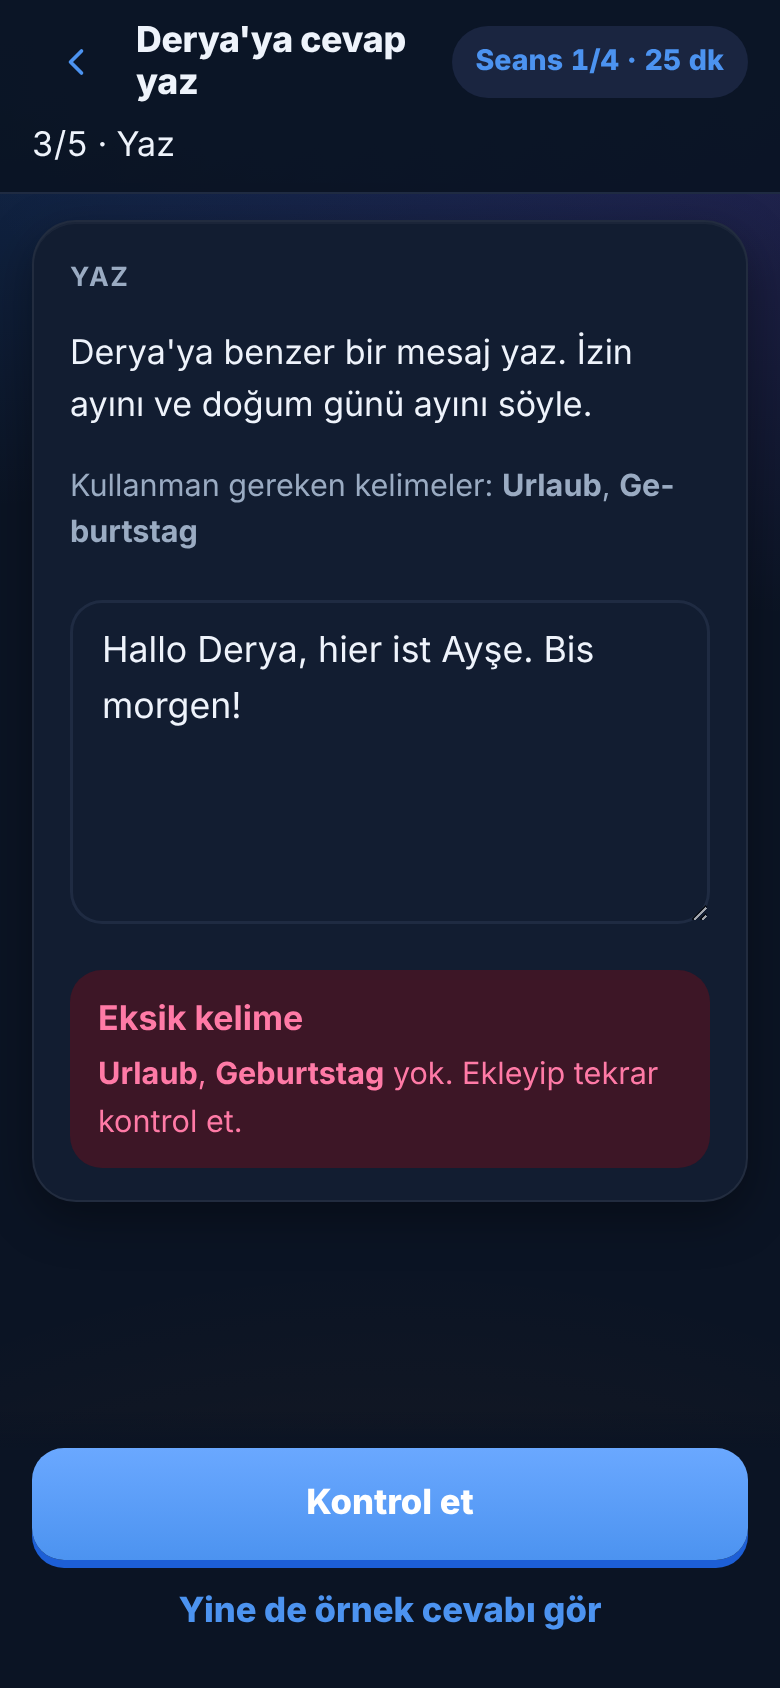 Derya'ya cevap
yaz
Seans 1/4 · 25 dk
3/5 · Yaz
YAZ
Derya'ya benzer bir mesaj yaz. İzin
ayını ve doğum günü ayını söyle.
Kullanman gereken kelimeler: Urlaub, Ge-
burtstag
Hallo Derya, hier ist Ayşe. Bis
morgen!
Eksik kelime
Urlaub, Geburtstag yok. Ekleyip tekrar
kontrol et.
Kontrol et
Yine de örnek cevabı gör